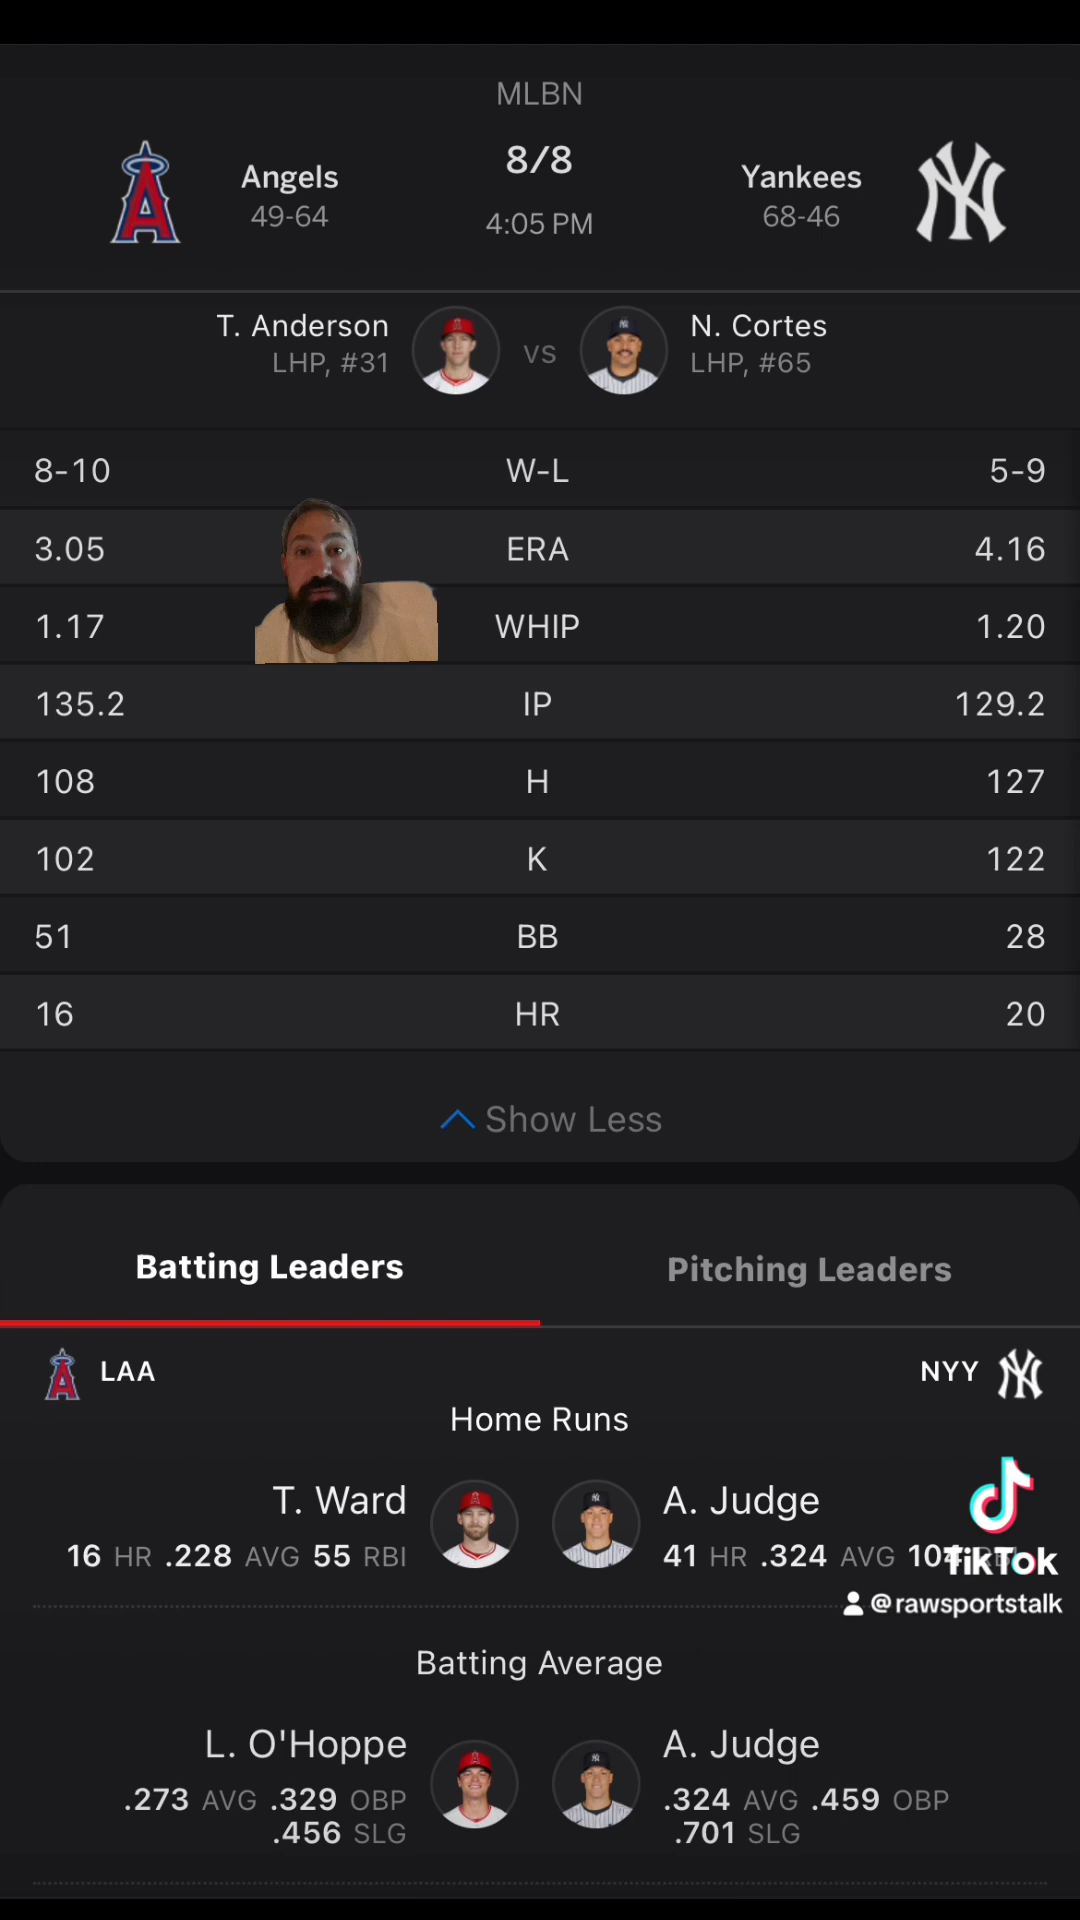 MLBN
Angels
49-64
8/8
4:05 PM
Yankees
68-46
T. Anderson
LHP, #31
vs
N. Cortes
LHP, #65
8-10 W-L 5-9
3.05 ERA 4.16
1.17 WHIP 1.20
135.2 IP 129.2
108 H 127
102 K 122
51 BB 28
16 HR 20
Show Less
Batting Leaders Pitching Leaders
LAA NYY
Home Runs
T. Ward
16 HR .228 AVG 55 RBI
A. Judge
41 HR .324 AVG 104
TikTok
@rawsportstalk
Batting Average
L. O'Hoppe
.273 AVG .329 OBP
.456 SLG
A. Judge
.324 AVG .459 OBP
.701 SLG